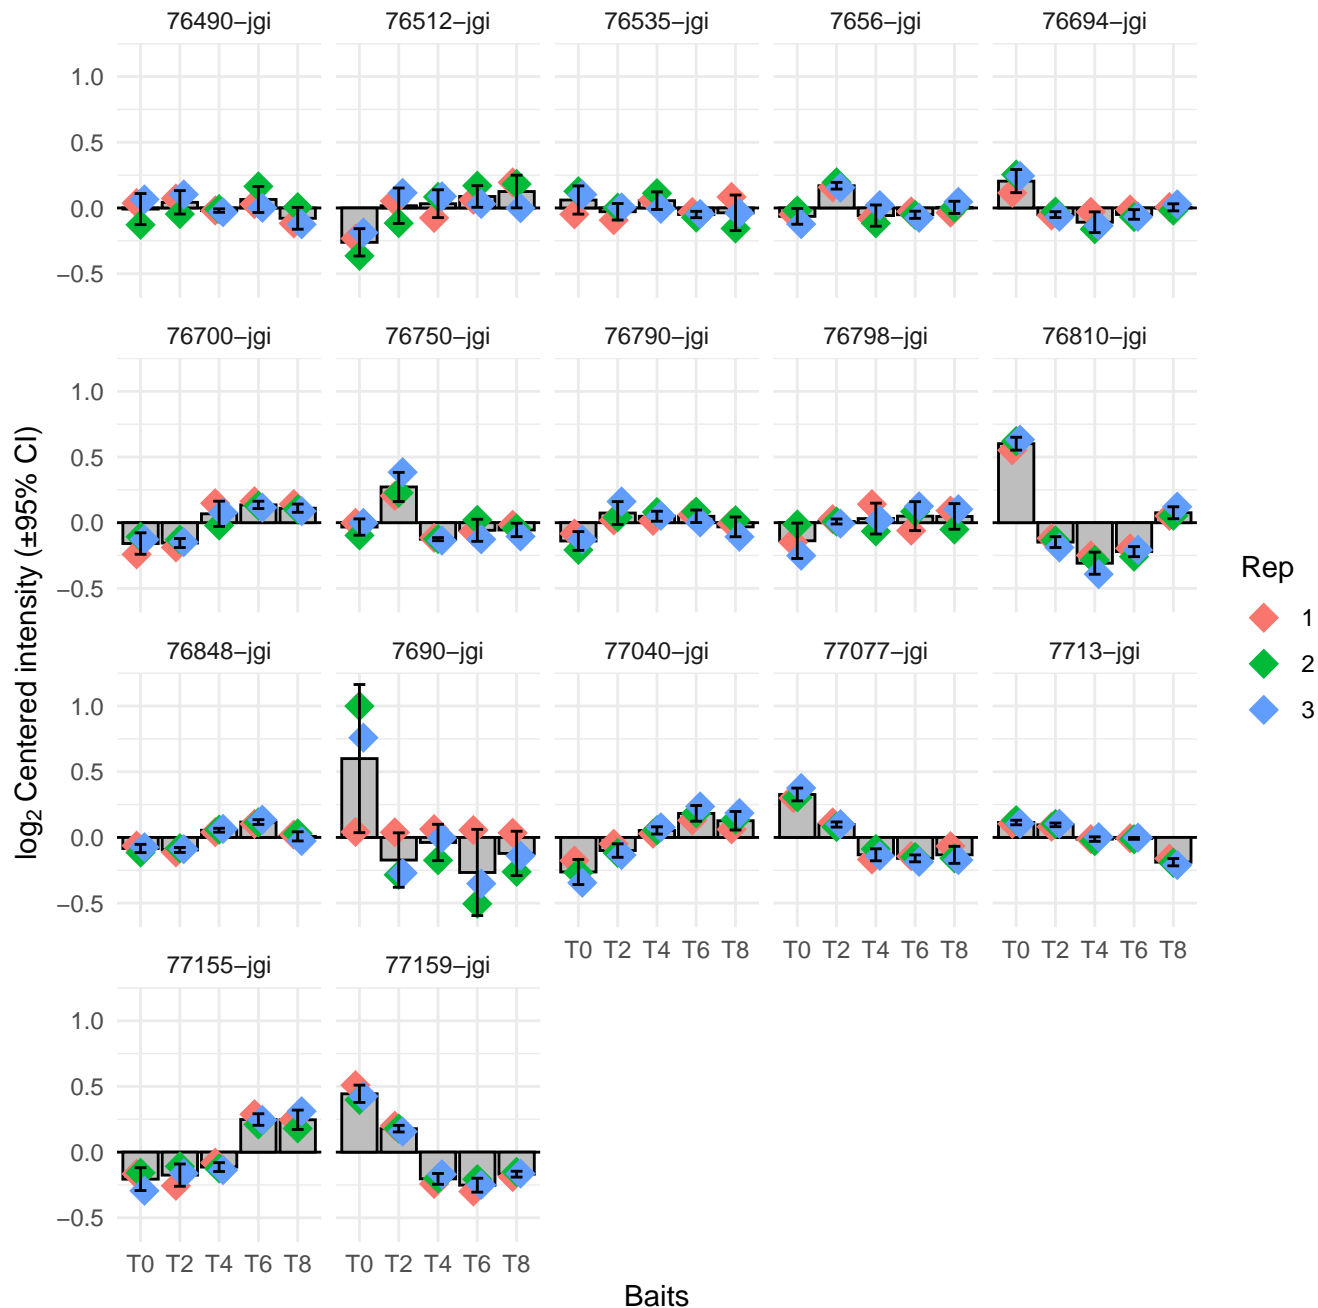 76490−jgi 76512−jgi 76535−jgi 7656−jgi 76694−jgi
1.0
0.5
0.0
−0.5
76700−jgi 76750−jgi 76790−jgi 76798−jgi 76810−jgi
1.0
0.5
0.0
−0.5
76848−jgi 7690−jgi 77040−jgi 77077−jgi 7713−jgi
1.0
0.5
0.0
−0.5
T0 T2 T4 T6 T8 T0 T2 T4 T6 T8 T0 T2 T4 T6 T8
77155−jgi 77159−jgi
1.0
0.5
0.0
−0.5
T0 T2 T4 T6 T8 T0 T2 T4 T6 T8
Baits
log2 Centered intensity (±95% CI)
Rep
1
2
3